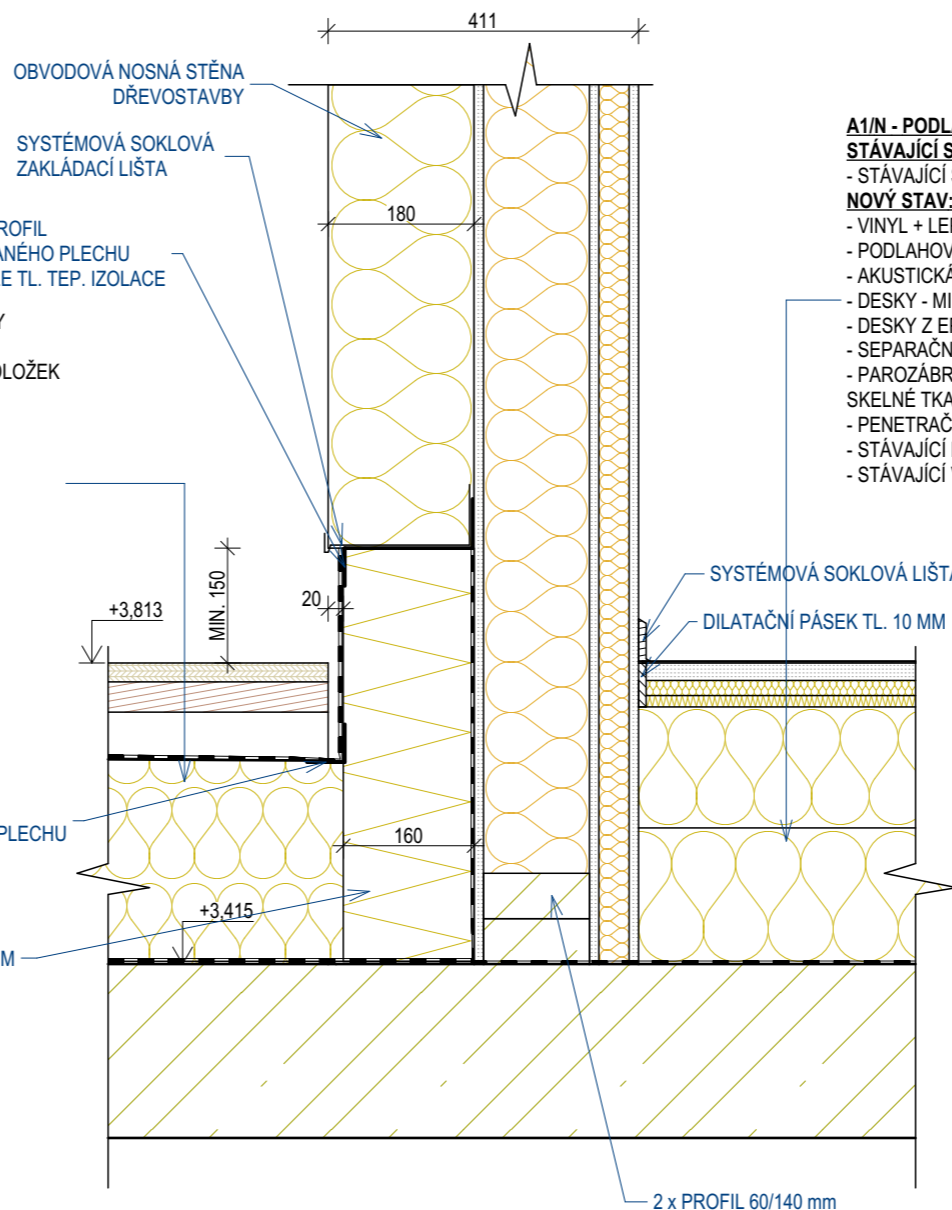 411
OBVODOVÁ NOSNÁ STĚNA
DŘEVOSTAVBY
SYSTÉMOVÁ SOKLOVÁ
ZAKLÁDACÍ LIŠTA
180
ROFIL
ANÉHO PLECHU
E TL. TEP. IZOLACE
Y
OLOŽEK
A1/N - PODLA
STÁVAJÍCÍ S
- STÁVAJÍCÍ
NOVÝ STAV:
- VINYL + LEP
- PODLAHOV
- AKUSTICKÁ
- DESKY - MI
- DESKY Z E
- SEPARAČN
- PAROZÁBR
SKELNÉ TKA
- PENETRAČ
- STÁVAJÍCÍ
- STÁVAJÍCÍ
MIN. 150
20
+3,813
SYSTÉMOVÁ SOKLOVÁ LIŠTA
DILATAČNÍ PÁSEK TL. 10 MM
PLECHU
160
+3,415
M
2 x PROFIL 60/140 mm